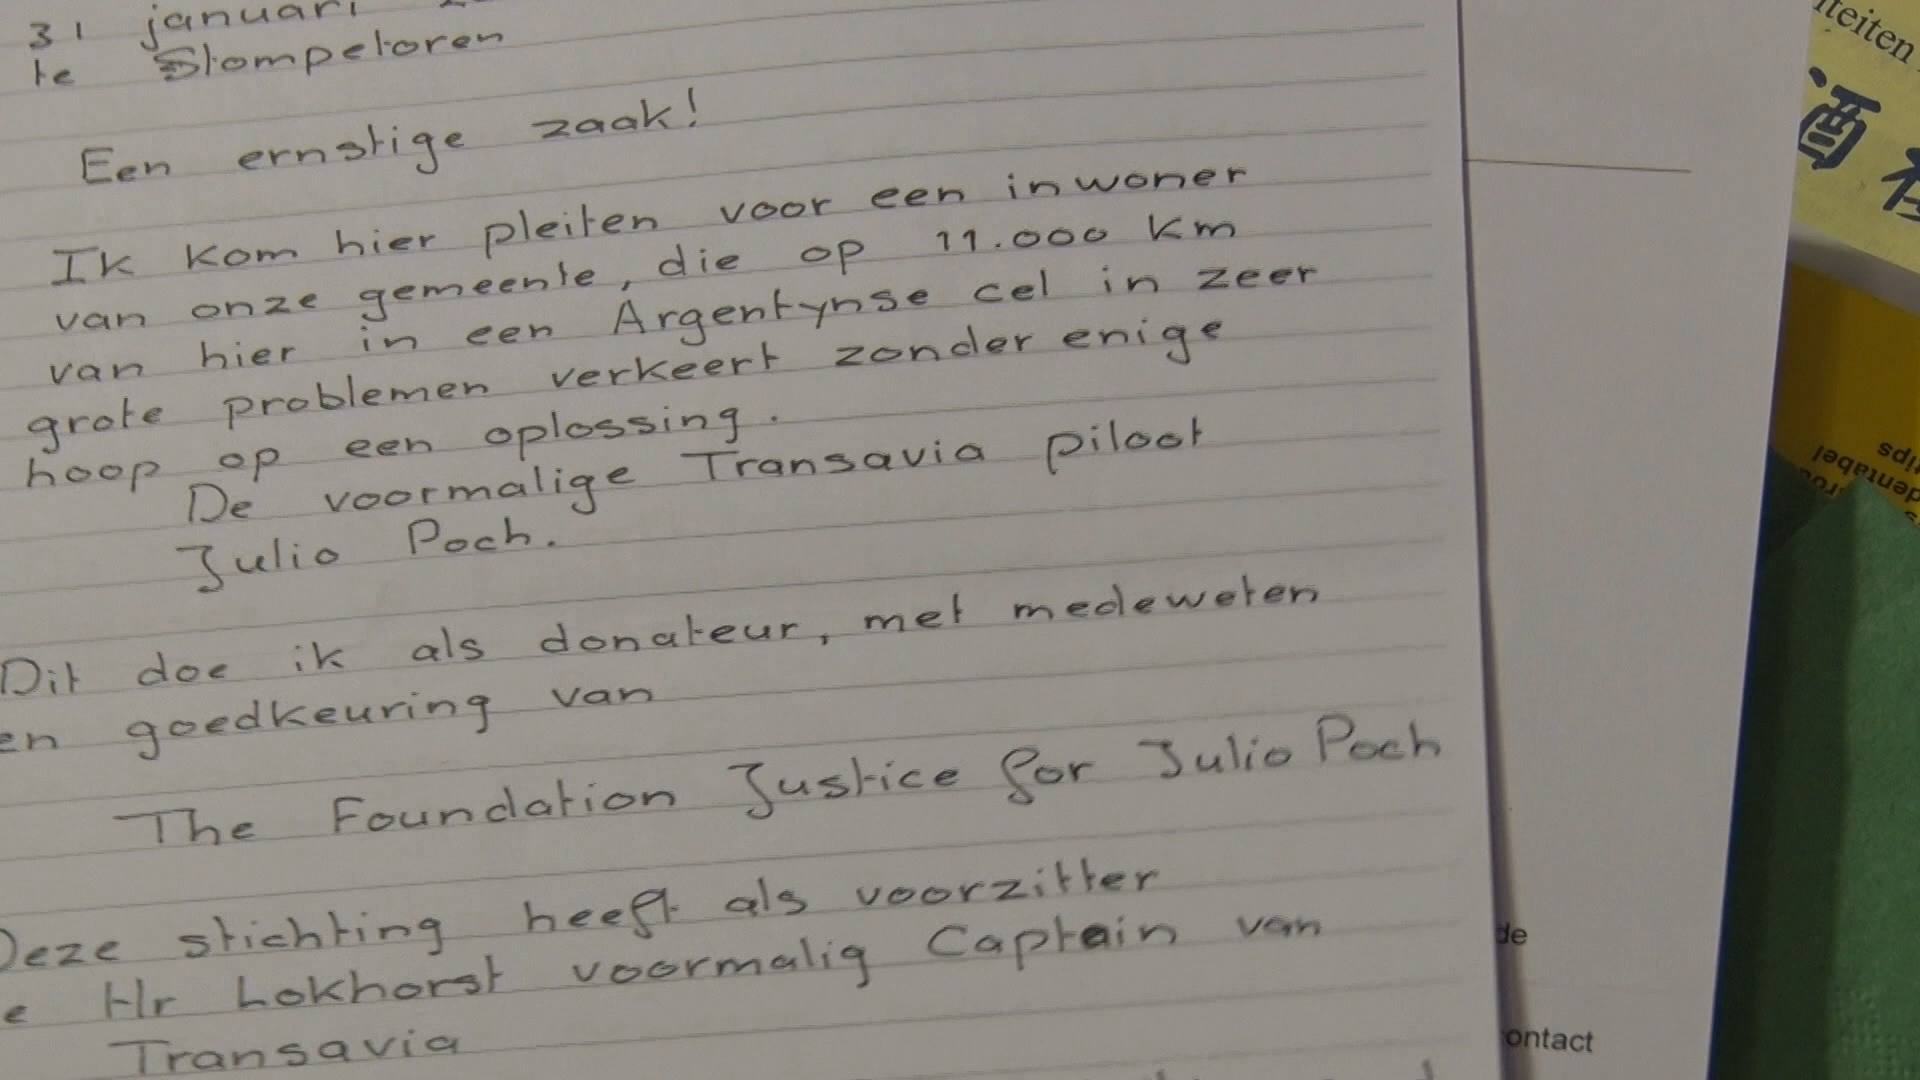 31 januari
te Stompetoren
Een ernstige zaak!
Ik kom hier pleiten voor een inwoner
van onze gemeente, die op 11.000 km
van hier in een Argentynse cel in zeer
grote problemen verkeert zonder enige
hoop op een oplossing.
De voormalige Transavia piloot
Julio Poch.
Dit doe ik als donateur, met medeweten
en goedkeuring van
The Foundation Justice for Julio Poch
Deze stichting heeft als voorzitter
Hr Lokhorst voormalig Captain van
Transavia
teiten
酒
de
ontact